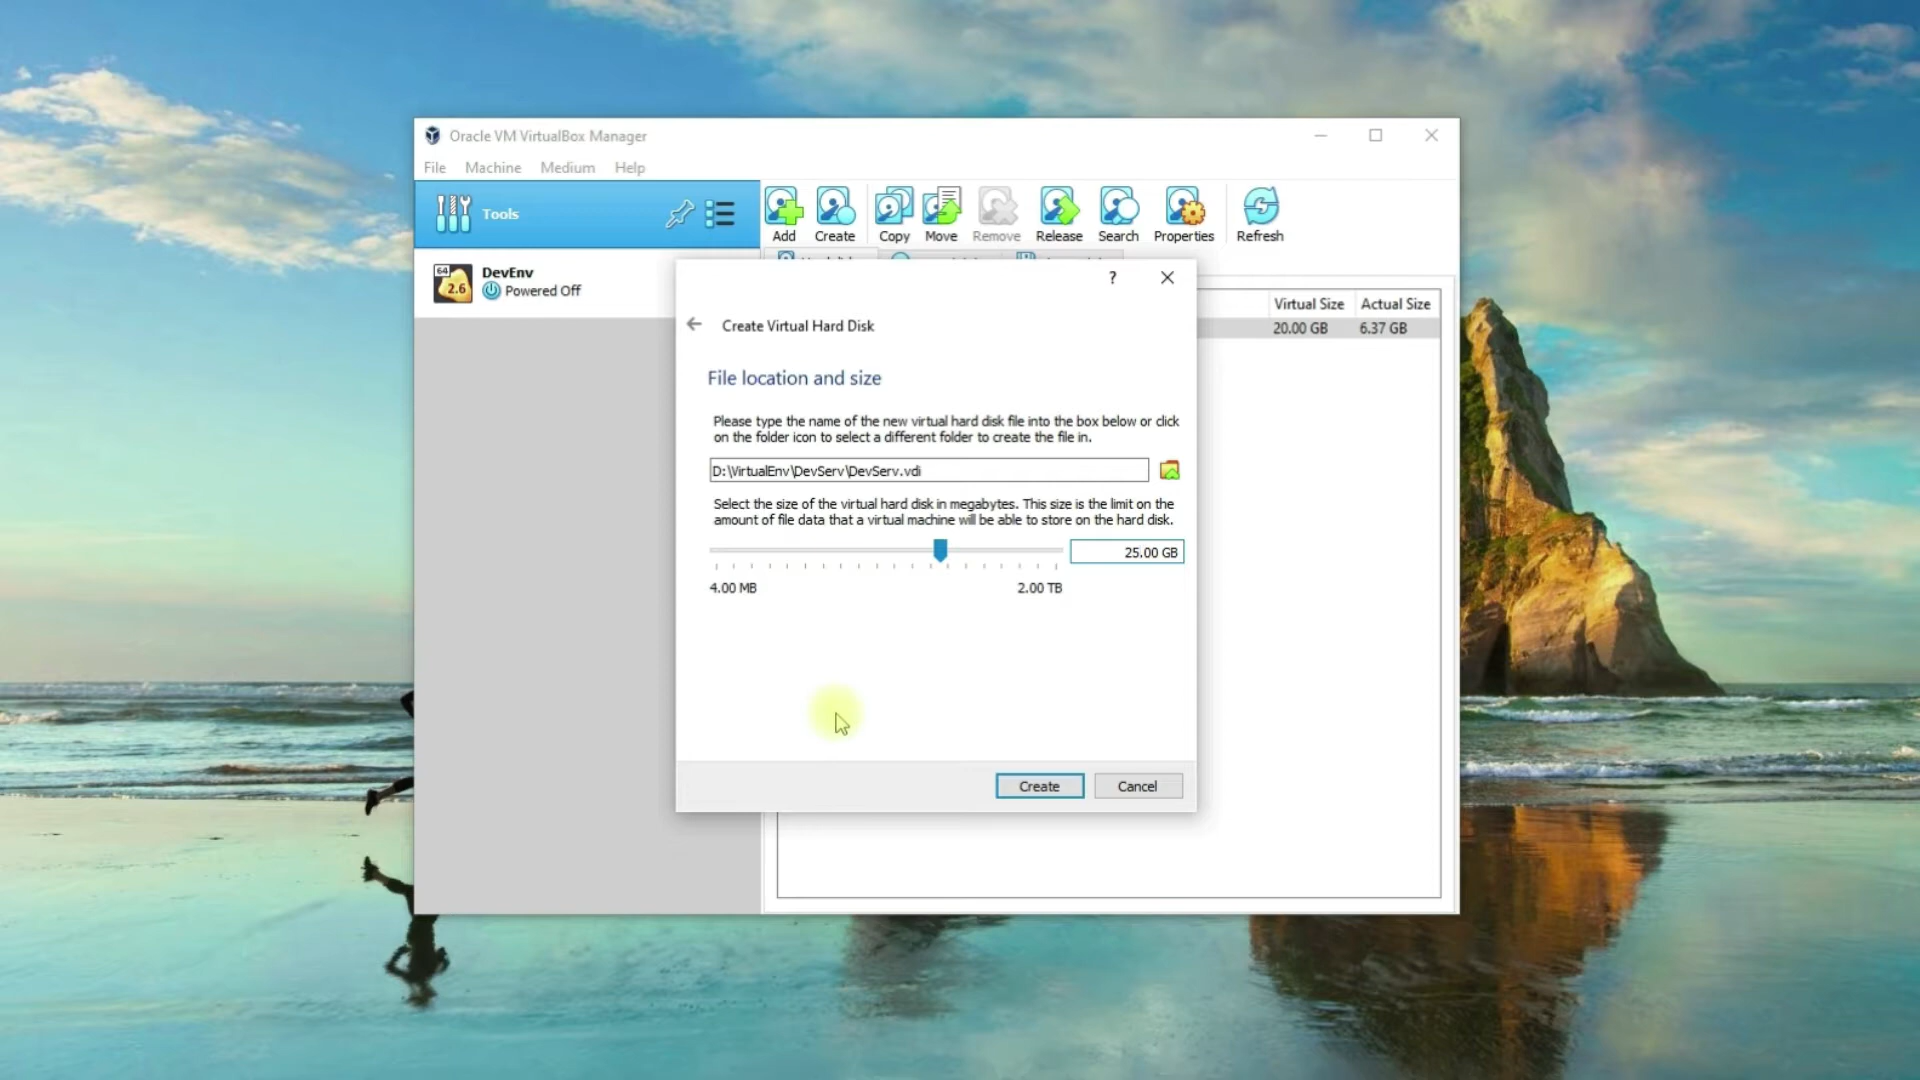 Oracle VM VirtualBox Manager
File Machine Medium Help
Tools
Add Create Copy Move Remove Release Search Properties Refresh
64
2.6
DevEnv
Powered Off
?
Virtual Size Actual Size
20.00 GB 6.37 GB
Create Virtual Hard Disk
File location and size
Please type the name of the new virtual hard disk file into the box below or click
on the folder icon to select a different folder to create the file in.
D:\VirtualEnv\DevServ\DevServ.vdi
Select the size of the virtual hard disk in megabytes. This size is the limit on the
amount of file data that a virtual machine will be able to store on the hard disk.
25.00 GB
4.00 MB 2.00 TB
Create Cancel